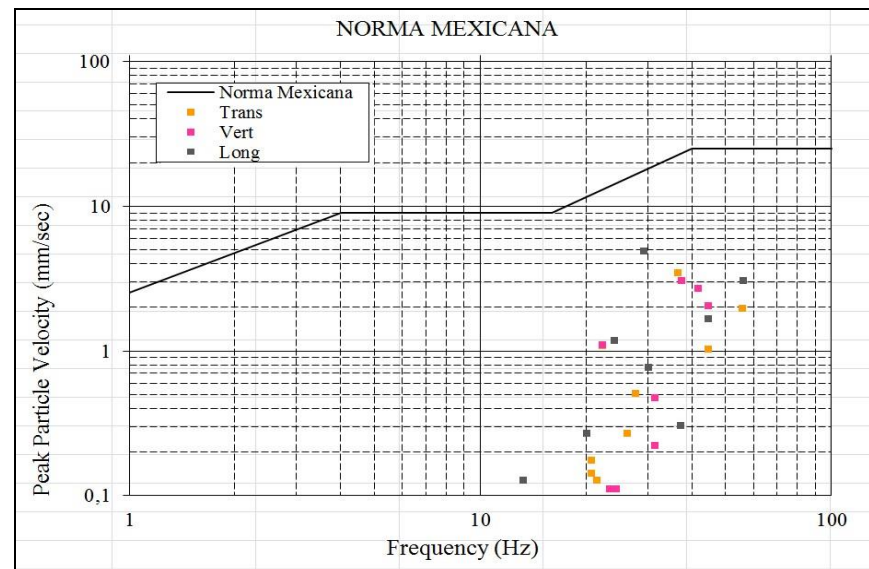 NORMA MEXICANA
100
Norma Mexicana
Trans
Vert
Long
10
1
0,1
Peak Particle Velocity (mm/sec)
1
10
100
Frequency (Hz)